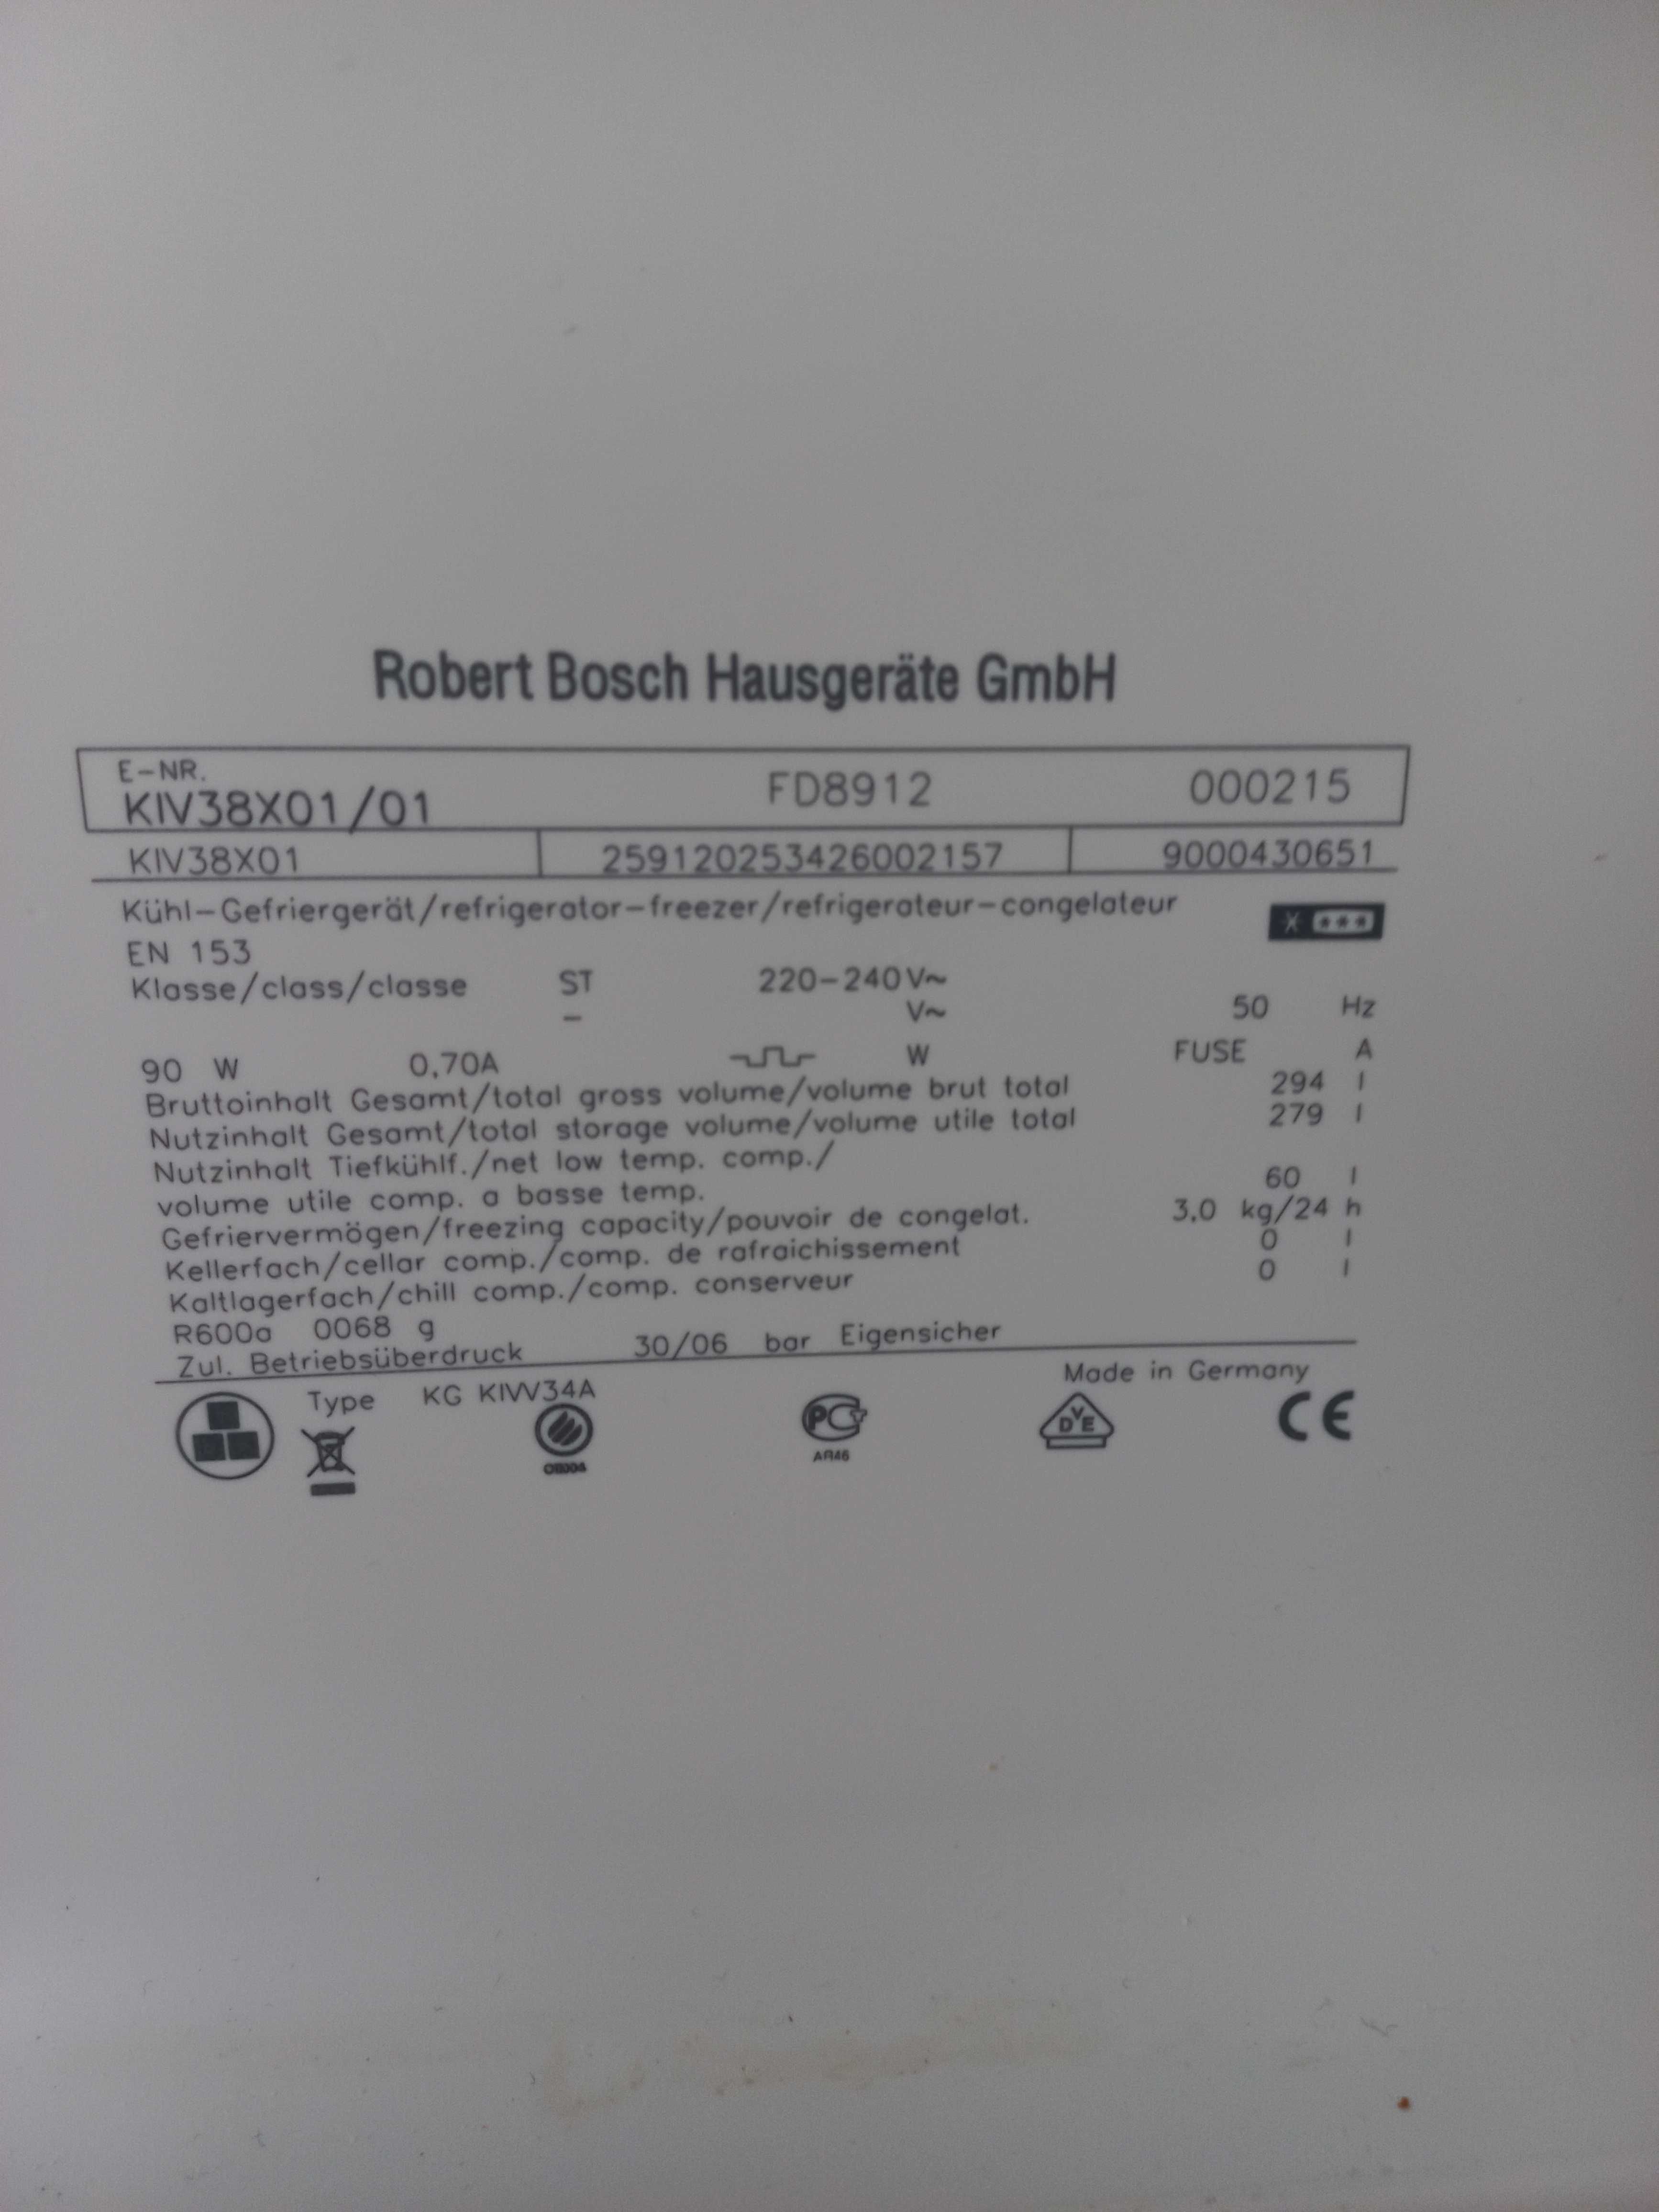 Robert Bosch Hausgeräte GmbH
E-NR.
KIV38X01/01 FD8912 000215
KIV38X01 259120253426002157 9000430651
Kühl-Gefriergerät/refrigerator-freezer/refrigerateur-congelateur
EN 153
Klasse/class/classe ST 220-240 V~
- V~ 50 Hz
90 W 0,70A W FUSE A
Bruttoinhalt Gesamt/total gross volume/volume brut total 294 l
Nutzinhalt Gesamt/total storage volume/volume utile total 279 l
Nutzinhalt Tiefkühlf./net low temp. comp./
volume utile comp. a basse temp. 60 l
Gefriervermögen/freezing capacity/pouvoir de congelat. 3,0 kg/24 h
Kellerfach/cellar comp./comp. de rafraichissement 0 l
Kaltlagerfach/chill comp./comp. conserveur 0 l
R600a 0068 g
Zul. Betriebsüberdruck 30/06 bar Eigensicher
Made in Germany
Type KG KIVV34A
PCT
AЯ46
DVE
CE